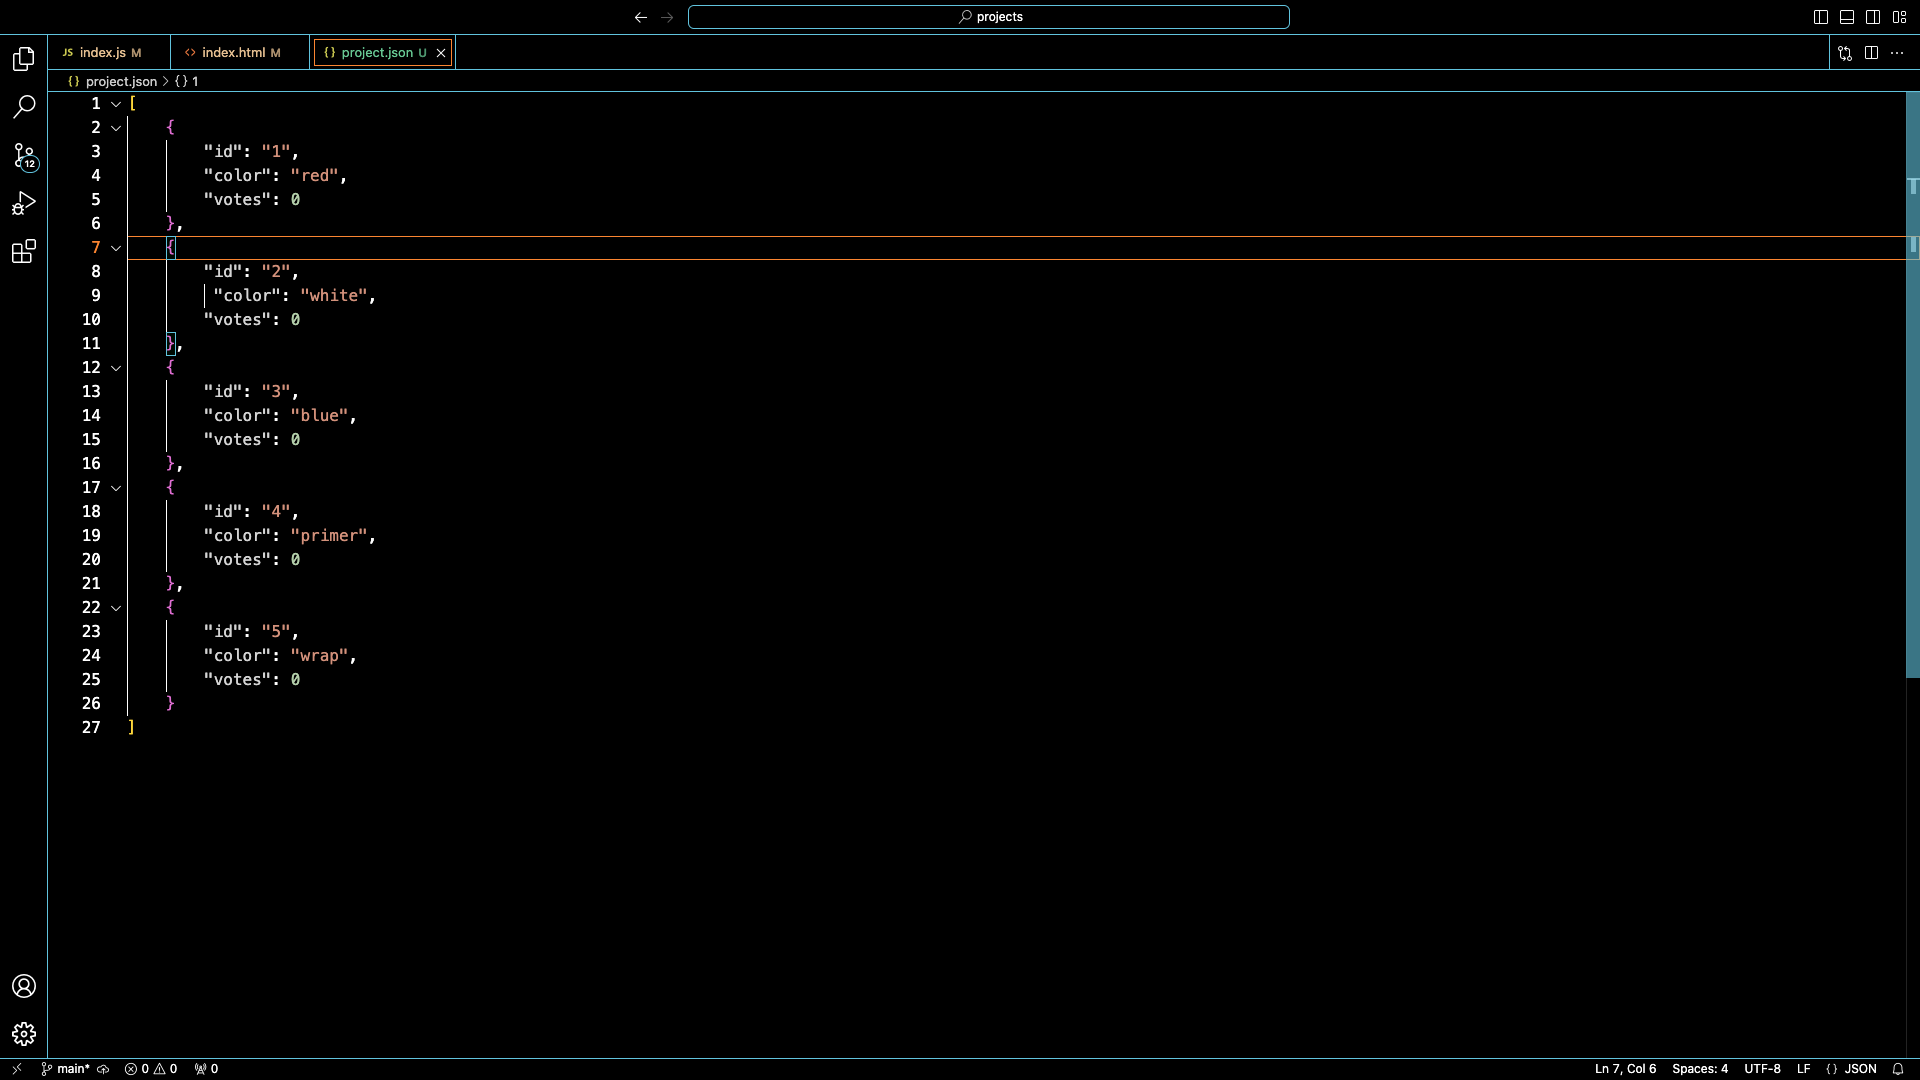 projects
JS index.js M
<> index.html M
{} project.json U
{} project.json > {} 1
1 [
2 {
3 "id": "1",
4 "color": "red",
5 "votes": 0
6 },
7 {
8 "id": "2",
9 "color": "white",
10 "votes": 0
11 },
12 {
13 "id": "3",
14 "color": "blue",
15 "votes": 0
16 },
17 {
18 "id": "4",
19 "color": "primer",
20 "votes": 0
21 },
22 {
23 "id": "5",
24 "color": "wrap",
25 "votes": 0
26 }
27 ]
12
main* 0 0 0 Ln 7, Col 6 Spaces: 4 UTF-8 LF {} JSON